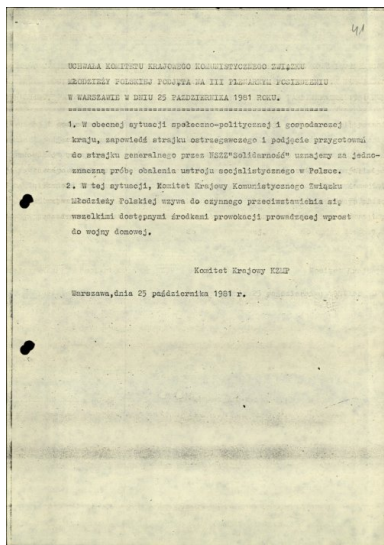 41
UCHWAŁA KOMITETU KRAJOWEGO KOMUNISTYCZNEGO ZWIĄZKU
MŁODZIEŻY POLSKIEJ PODJĘTA NA III PLENARNYM POSIEDZENIU
W WARSZAWIE W DNIU 25 PAŹDZIERNIKA 1981 ROKU.
1. W obecnej sytuacji społeczno-politycznej i gospodarczej
kraju, zapowiedź strajku ostrzegawczego i podjęcie przygotowań
do strajku generalnego przez NSZZ"Solidarność" uznajemy za jedno-
znaczną próbę obalenia ustroju socjalistycznego w Polsce.
2. W tej sytuacji, Komitet Krajowy Komunistycznego Związku
Młodzieży Polskiej wzywa do czynnego przeciwstawienia się
wszelkimi dostępnymi środkami prowokacji prowadzącej wprost
do wojny domowej.
Komitet Krajowy KZMP
Warszawa,dnia 25 października 1981 r.